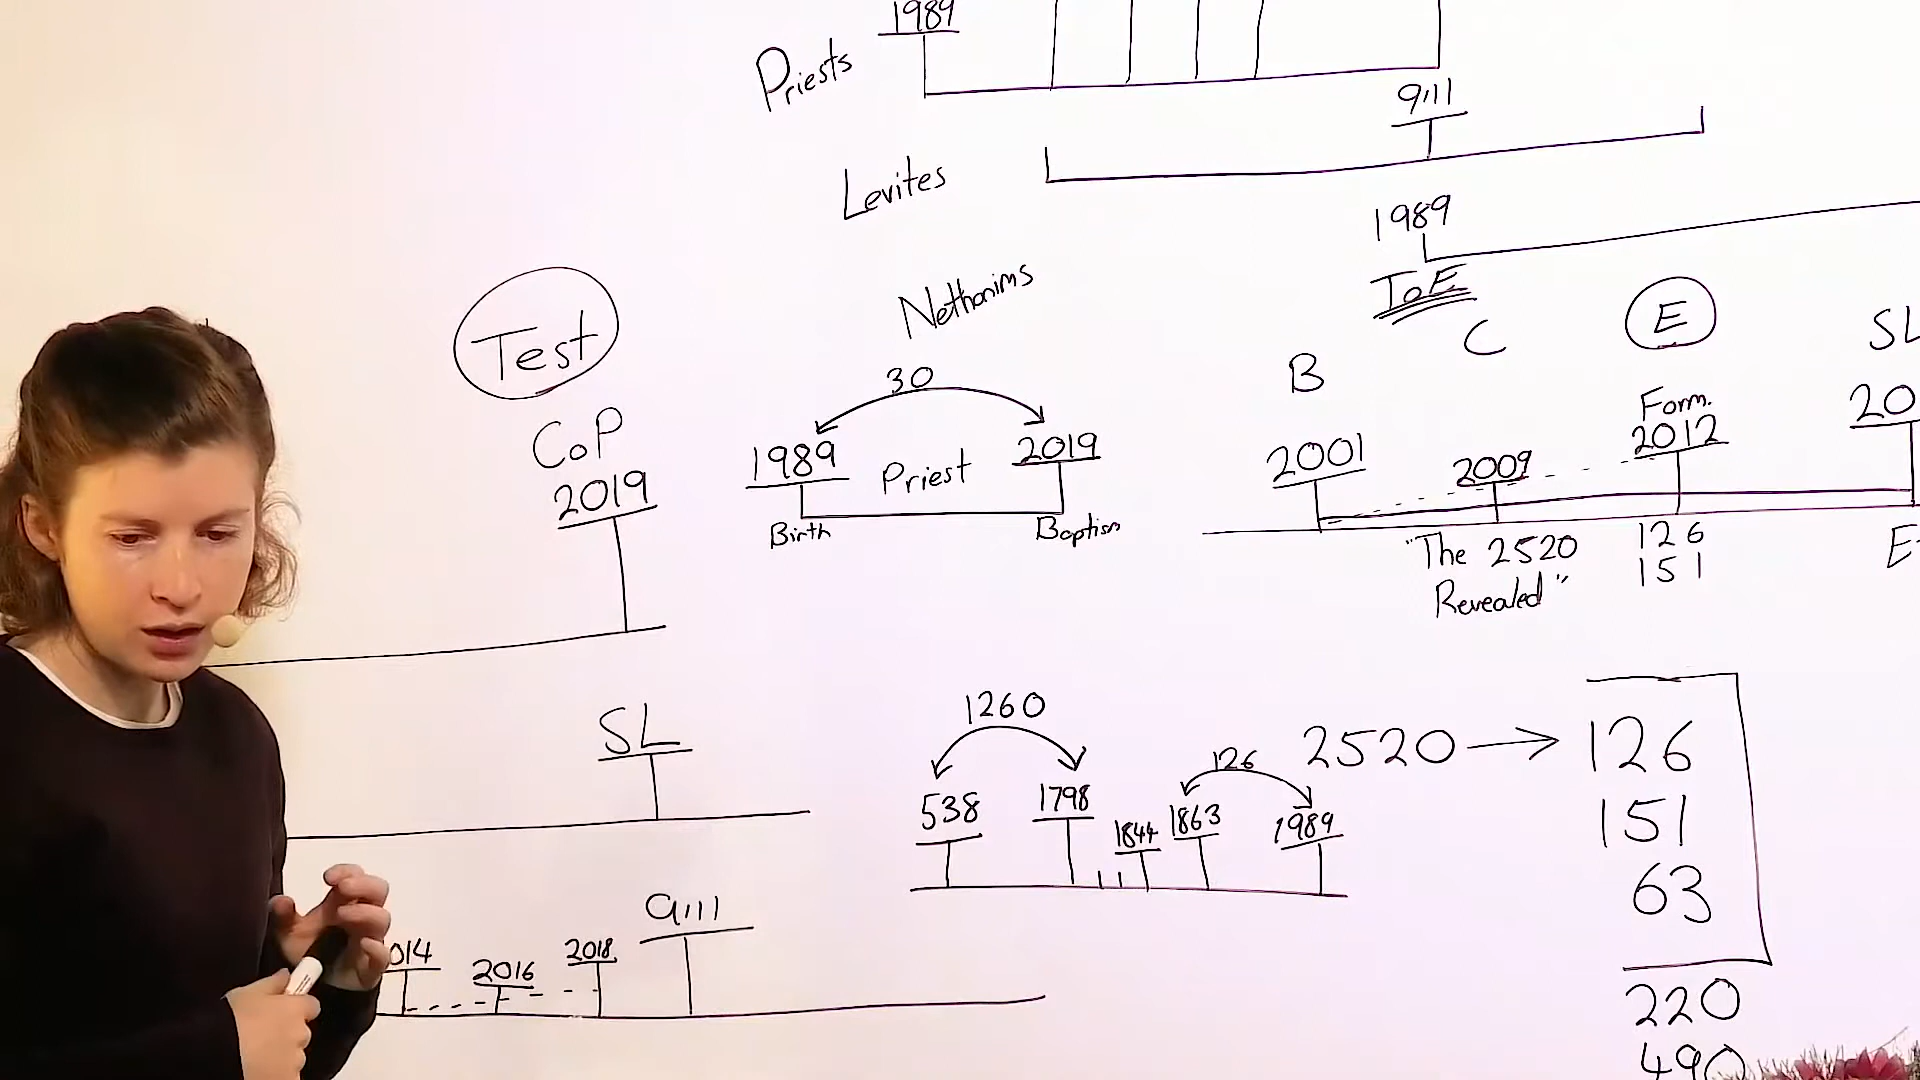 1989
Priests
9/11
Levites
1989
ToE
Nethanims
Test
30
CoP
2019
1989
Priest
2019
Birth
Baptism
B
C
E
SL
Form.
2001
2009
2012
20
"The 2520
Revealed"
126
151
E
SL
1260
538
1798
1844
1863
126
1989
2520 → 126
151
63
220
490
9/11
014
2016
2018